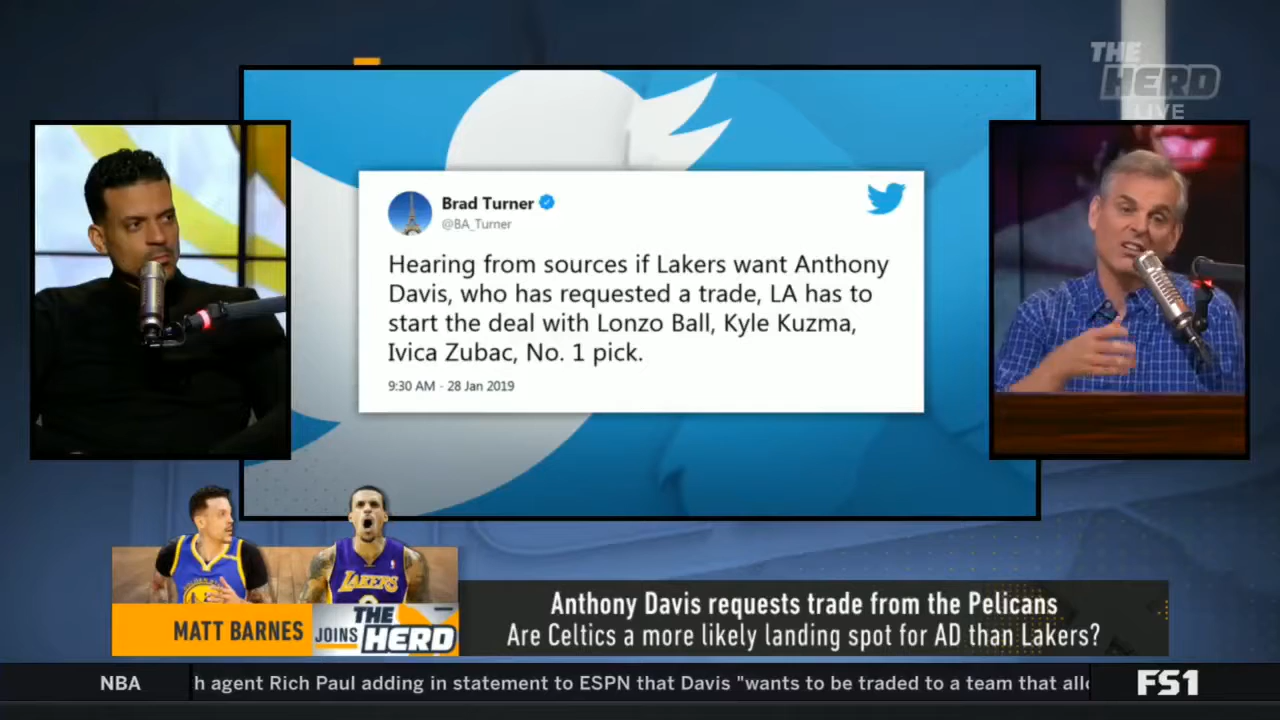 THE
HERD
LIVE
Brad Turner
@BA_Turner
Hearing from sources if Lakers want Anthony
Davis, who has requested a trade, LA has to
start the deal with Lonzo Ball, Kyle Kuzma,
Ivica Zubac, No. 1 pick.
9:30 AM - 28 Jan 2019
LAKERS
MATT BARNES JOINS THE HERD
Anthony Davis requests trade from the Pelicans
Are Celtics a more likely landing spot for AD than Lakers?
NBA h agent Rich Paul adding in statement to ESPN that Davis "wants to be traded to a team that all FS1